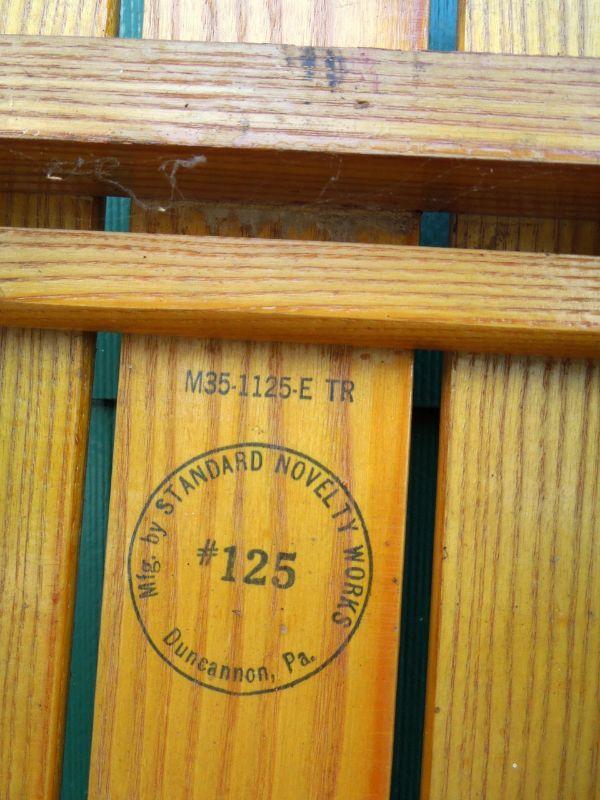 M35-1125-E TR
Mfg. by STANDARD NOVELTY WORKS
#125
Duncannon, Pa.